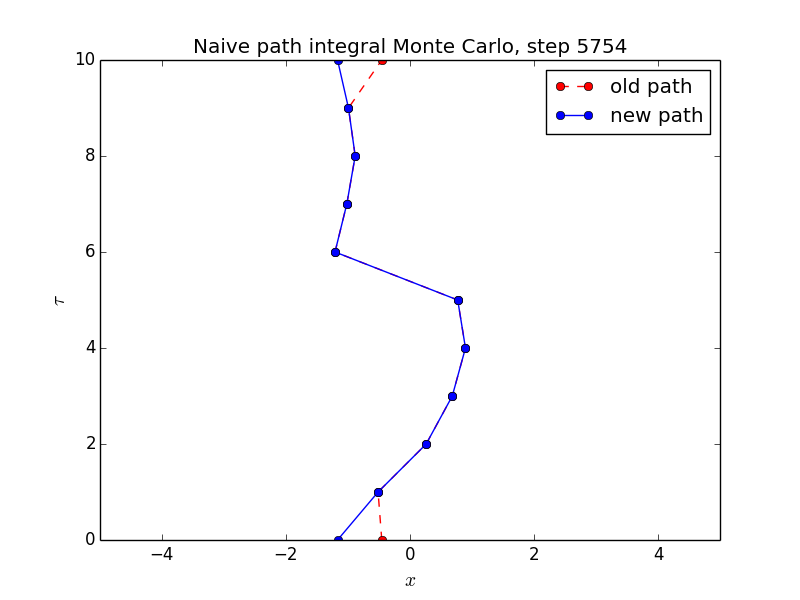 Naive path integral Monte Carlo, step 5754
10
old path
new path
8
6
τ
4
2
0
−4 −2 0 2 4
x